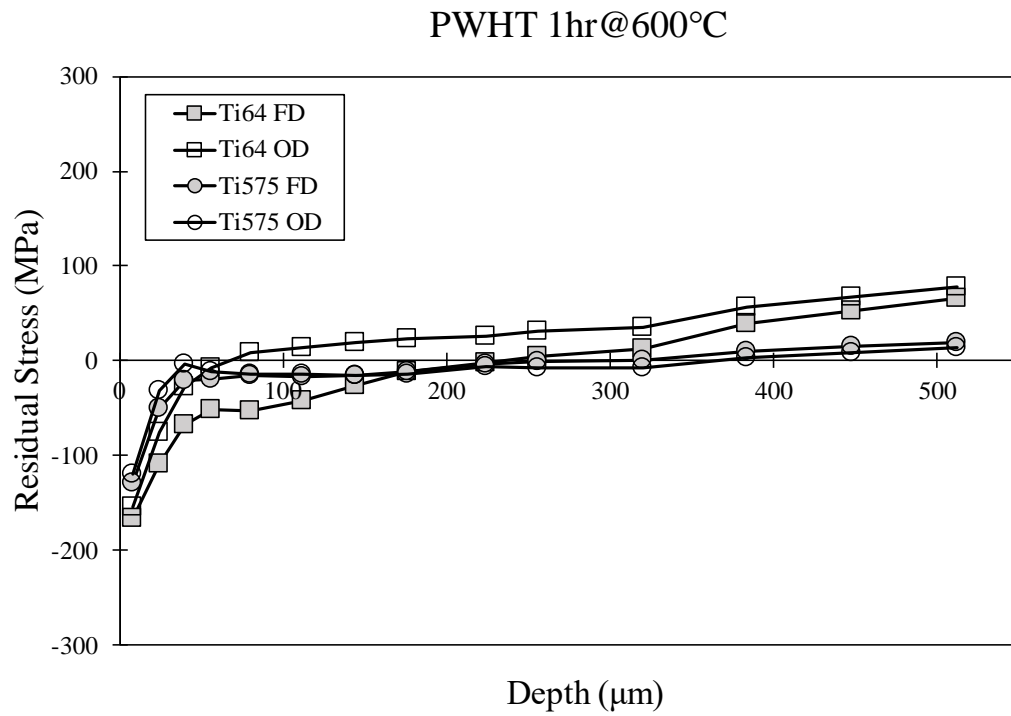 PWHT 1hr@600°C
300
200
100
0
-100
-200
-300
Residual Stress (MPa)
Ti64 FD
Ti64 OD
Ti575 FD
Ti575 OD
0 100 200 300 400 500
Depth (μm)